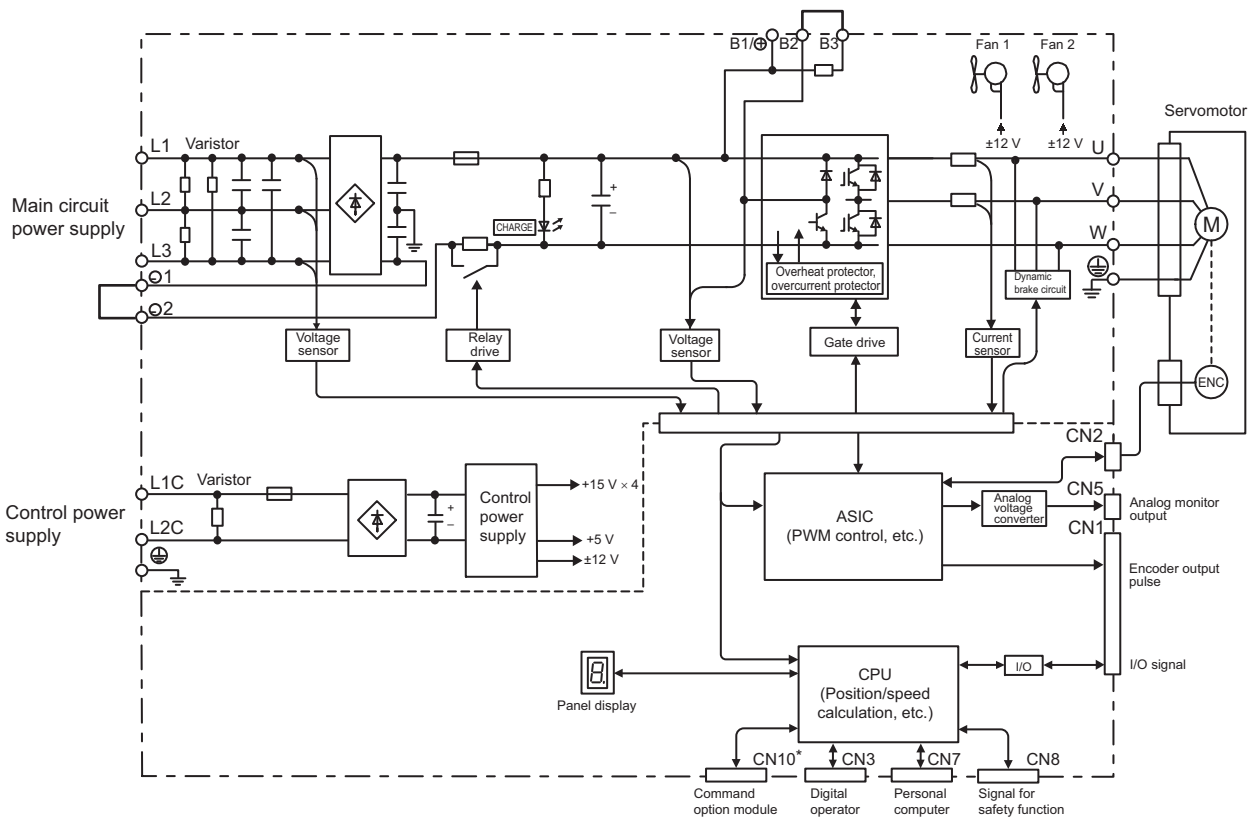 B1/⊕
B2
B3
Fan 1
Fan 2
±12 V
±12 V
Servomotor
L1
Varistor
L2
L3
Main circuit
power supply
⊖1
⊖2
+
–
CHARGE
Overheat protector,
overcurrent protector
U
V
W
M
Dynamic
brake circuit
Voltage
sensor
Relay
drive
Voltage
sensor
Gate drive
Current
sensor
ENC
CN2
L1C
Varistor
L2C
Control power
supply
+
–
Control
power
supply
+15 V × 4
+5 V
±12 V
ASIC
(PWM control, etc.)
Analog
voltage
converter
CN5
Analog monitor
output
CN1
Encoder output
pulse
I/O
I/O signal
8.
Panel display
CPU
(Position/speed
calculation, etc.)
CN10*
CN3
CN7
CN8
Command
option module
Digital
operator
Personal
computer
Signal for
safety function